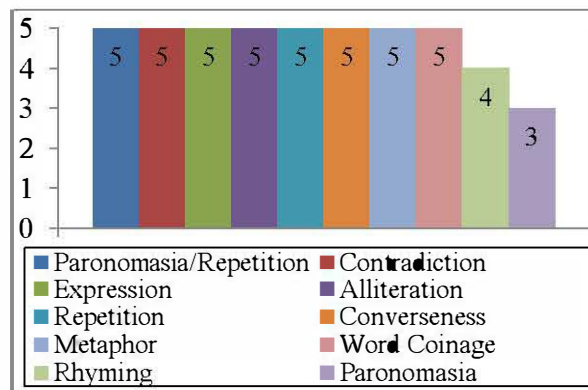 5
4
3
2
1
0
5 5 5 5 5 5 5 5 4 3
Paronomasia/Repetition Contradiction
Expression Alliteration
Repetition Converseness
Metaphor Word Coinage
Rhyming Paronomasia